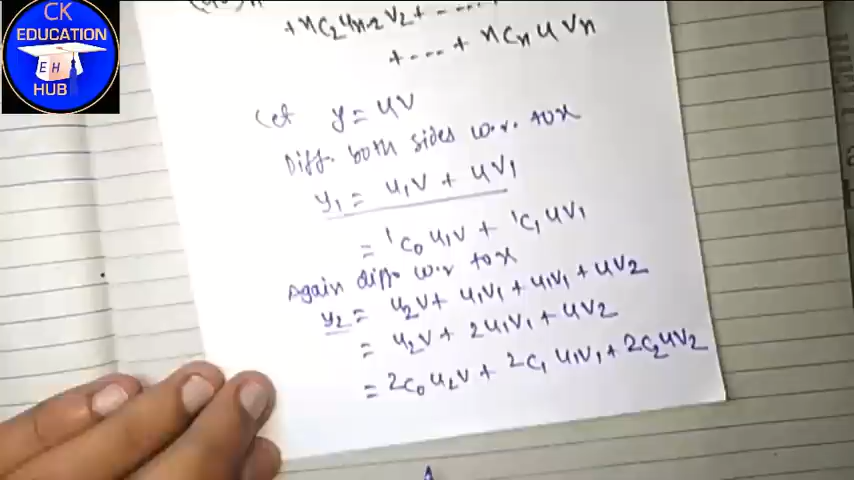 CK
EDUCATION
EH
HUB
+ nC2 Un-2 V2 + - - - -
+ - - - - + nCn U Vn
Let y = UV
Diff. both sides w.r. to x
y1 = U1V + UV1
= 1C0 U1V + 1C1 UV1
Again diff. w.r to x
y2 = U2V + U1V1 + U1V1 + UV2
= U2V + 2U1V1 + UV2
= 2C0 U2V + 2C1 U1V1 + 2C2 UV2